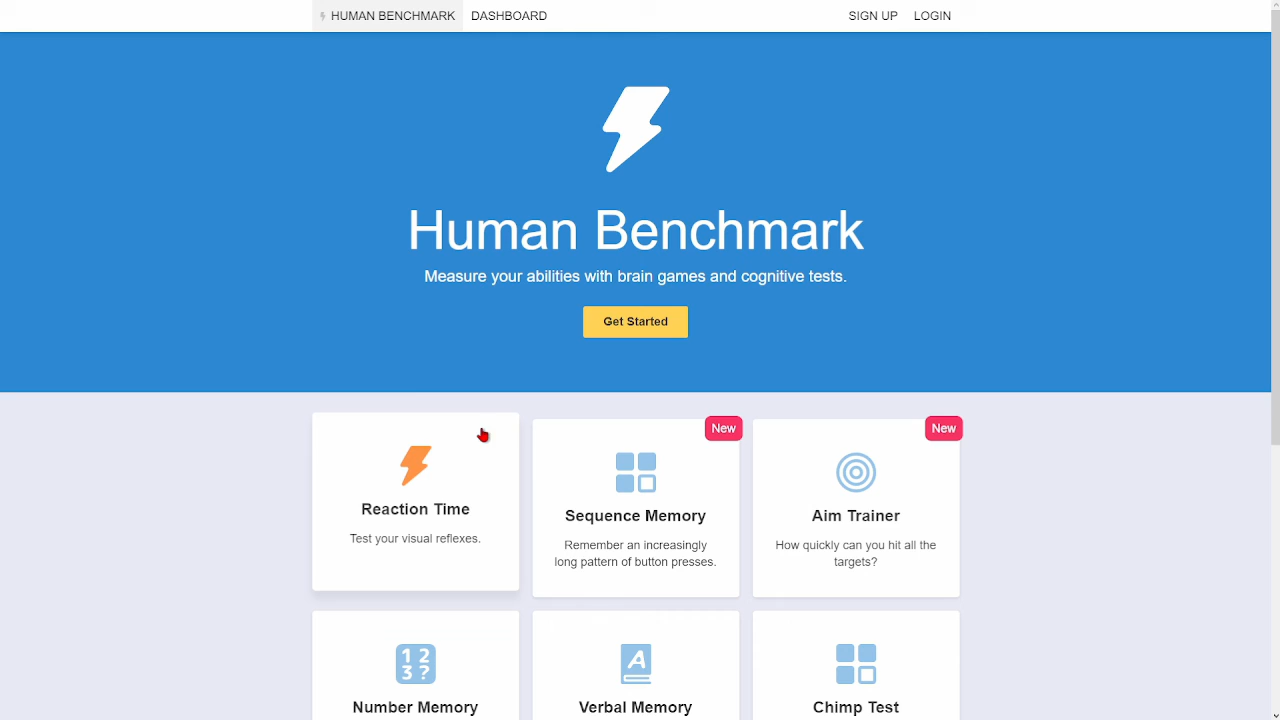 HUMAN BENCHMARK DASHBOARD SIGN UP LOGIN
Human Benchmark
Measure your abilities with brain games and cognitive tests.
Get Started
Reaction Time
Test your visual reflexes.
New
Sequence Memory
Remember an increasingly
long pattern of button presses.
New
Aim Trainer
How quickly can you hit all the
targets?
1 2
3 ?
Number Memory
A
Verbal Memory
Chimp Test